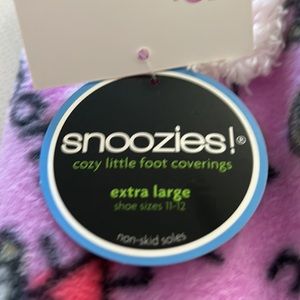 snoozies!®
cozy little foot coverings
extra large
shoe sizes 11-12
non-skid soles